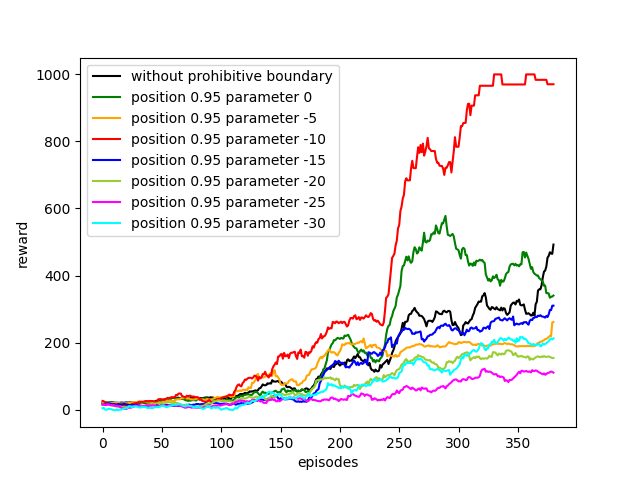 1000
800
600
400
200
0
reward
without prohibitive boundary
position 0.95 parameter 0
position 0.95 parameter -5
position 0.95 parameter -10
position 0.95 parameter -15
position 0.95 parameter -20
position 0.95 parameter -25
position 0.95 parameter -30
0 50 100 150 200 250 300 350
episodes